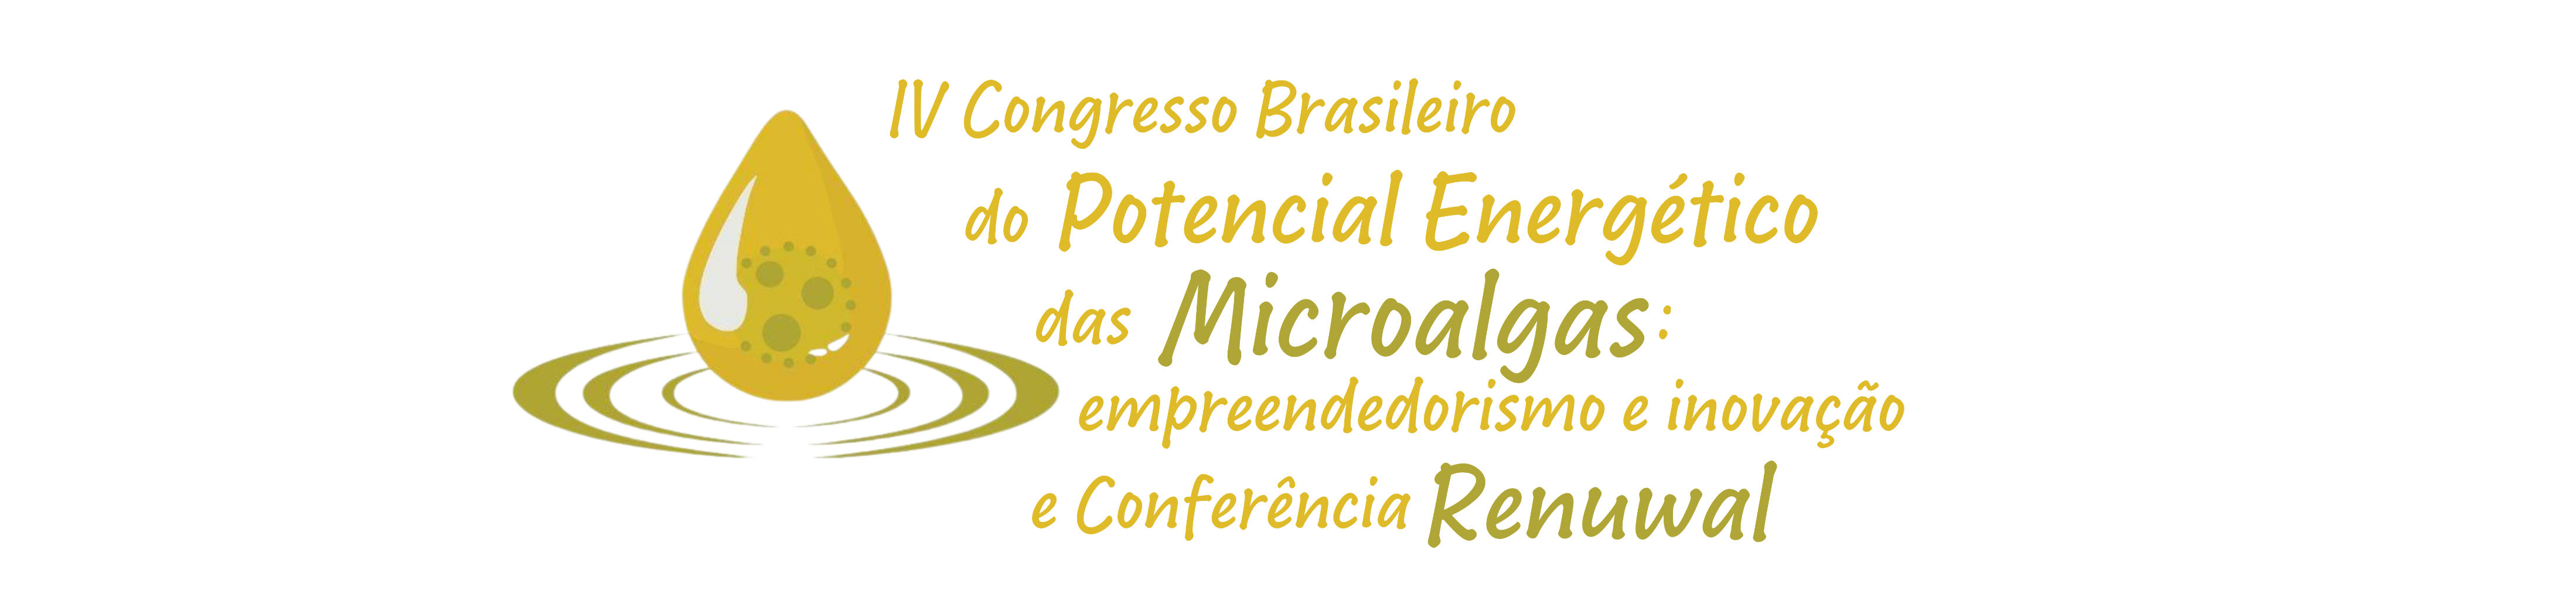 IV Congresso Brasileiro
do Potencial Energético
das Microalgas:
empreendedorismo e inovação
e Conferência Renuwal